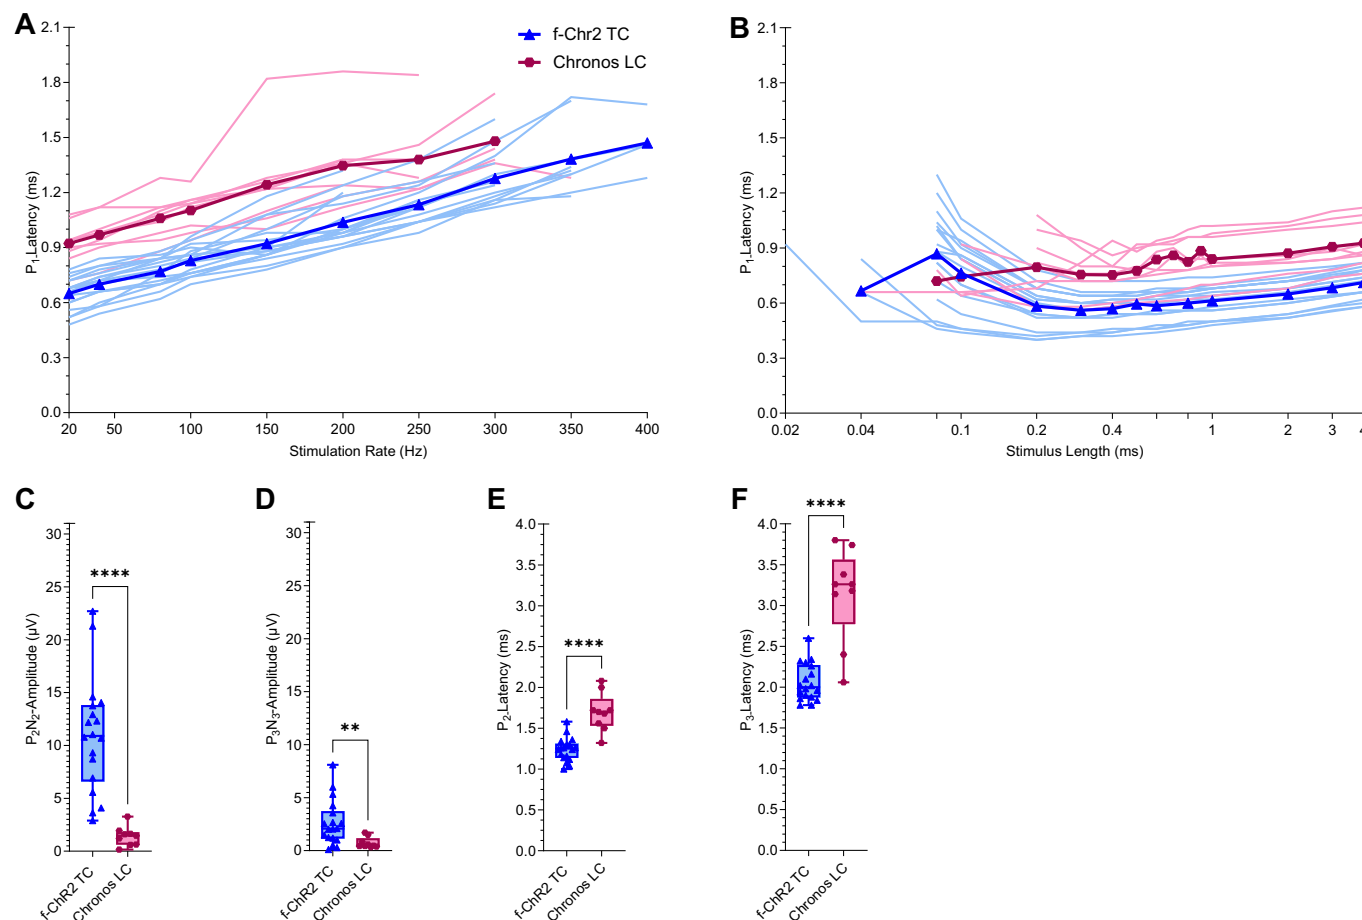 A
2.1
1.8
1.5
1.2
0.9
0.6
0.3
0.0
P1-Latency (ms)
20 50 100 150 200 250 300 350 400
Stimulation Rate (Hz)
f-Chr2 TC
Chronos LC
B
2.1
1.8
1.5
1.2
0.9
0.6
0.3
0.0
P1-Latency (ms)
0.02 0.04 0.1 0.2 0.4 1 2 3 4
Stimulus Length (ms)
C
30
25
20
15
10
5
0
P2N2-Amplitude (µV)
****
f-ChR2 TC
Chronos LC
D
30
25
20
15
10
5
0
P3N3-Amplitude (µV)
**
f-ChR2 TC
Chronos LC
E
4.0
3.5
3.0
2.5
2.0
1.5
1.0
0.5
0.0
P2-Latency (ms)
****
f-ChR2 TC
Chronos LC
F
4.0
3.5
3.0
2.5
2.0
1.5
1.0
0.5
0.0
P3-Latency (ms)
****
f-ChR2 TC
Chronos LC